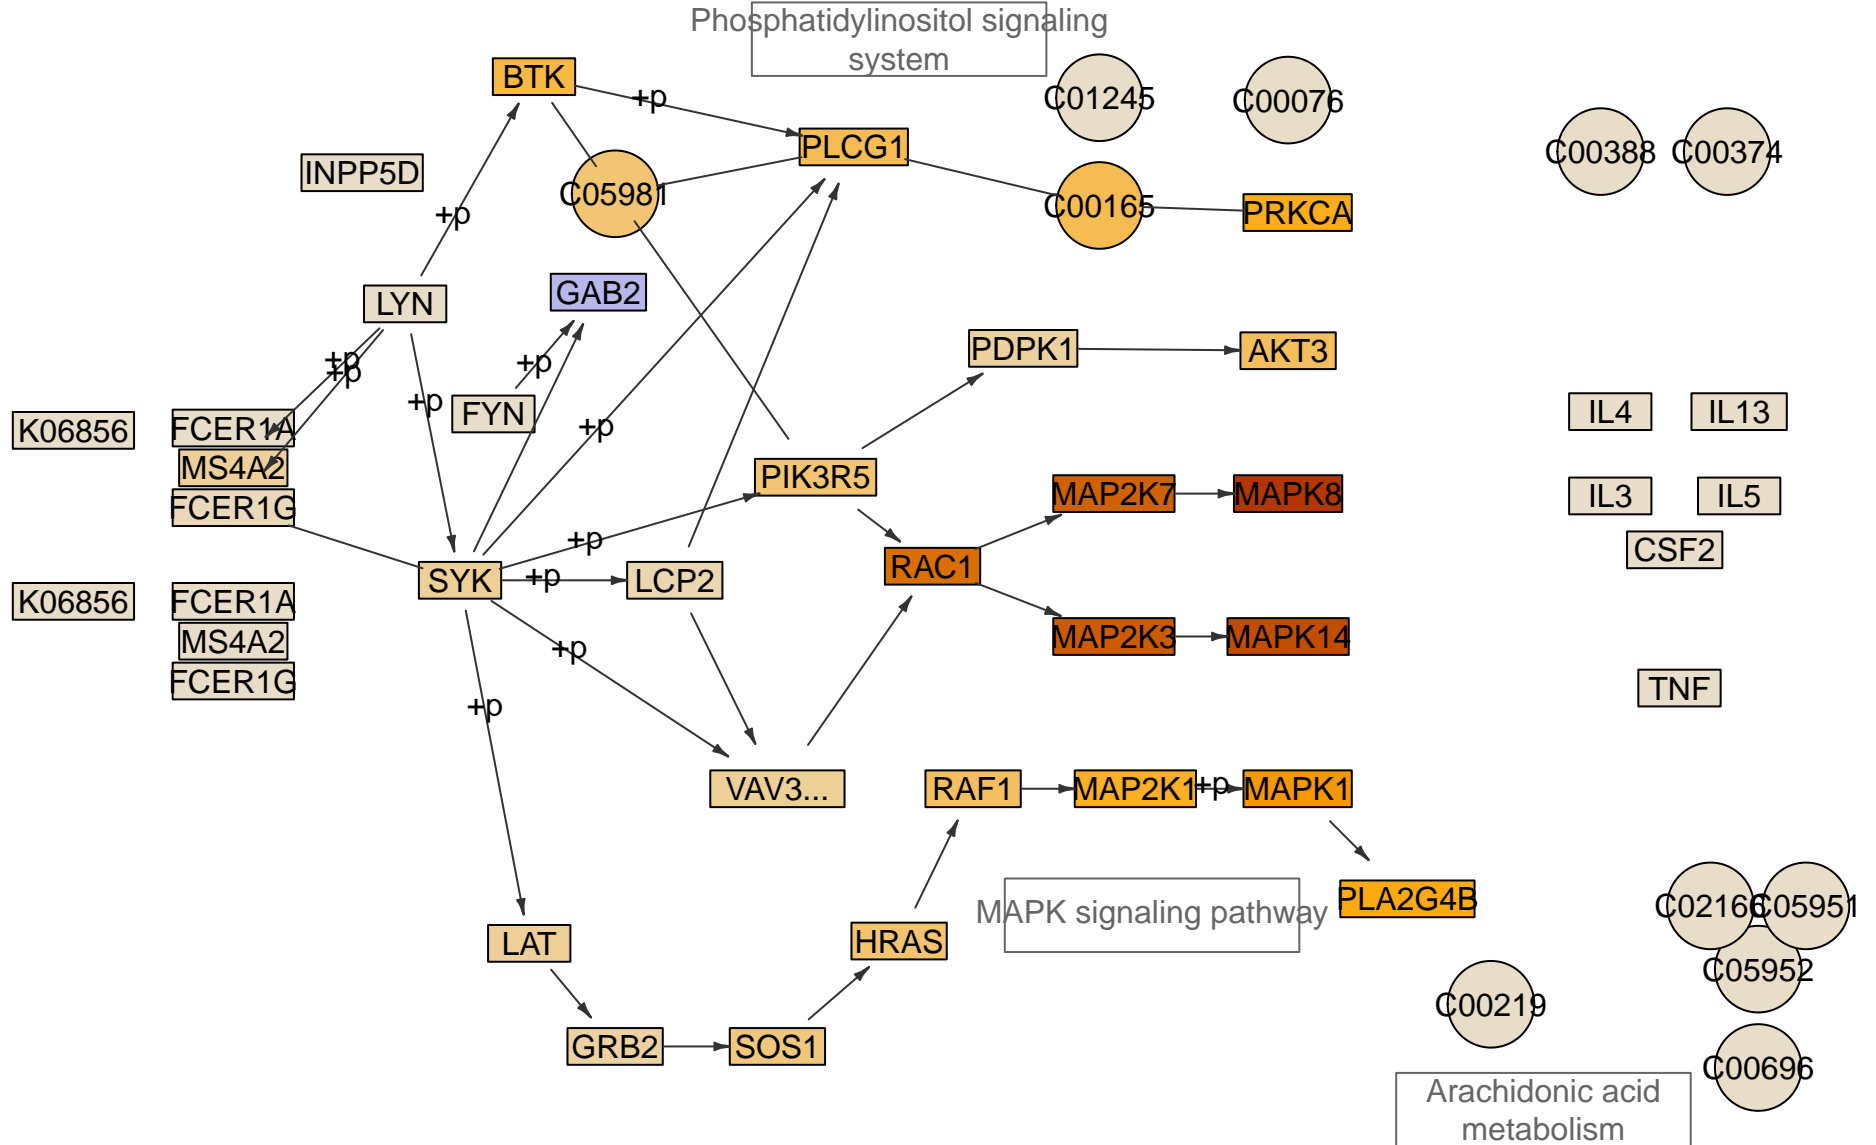 Phosphatidylinositol signaling
system
BTK
+p
C01245
C00076
PLCG1
C00388
C00374
INPP5D
C05981
C00165
PRKCA
+p
LYN
GAB2
PDPK1
AKT3
+p
+p
+p
+p
FYN
K06856
FCER1A
+p
IL4
IL13
MS4A2
PIK3R5
FCER1G
MAP2K7
MAPK8
IL3
IL5
+p
CSF2
SYK
+p
LCP2
RAC1
K06856
FCER1A
MS4A2
+p
MAP2K3
MAPK14
FCER1G
TNF
+p
VAV3...
RAF1
MAP2K1
+p
MAPK1
MAPK signaling pathway
PLA2G4B
C02166
C05951
LAT
HRAS
C05952
C00219
GRB2
SOS1
C00696
Arachidonic acid
metabolism